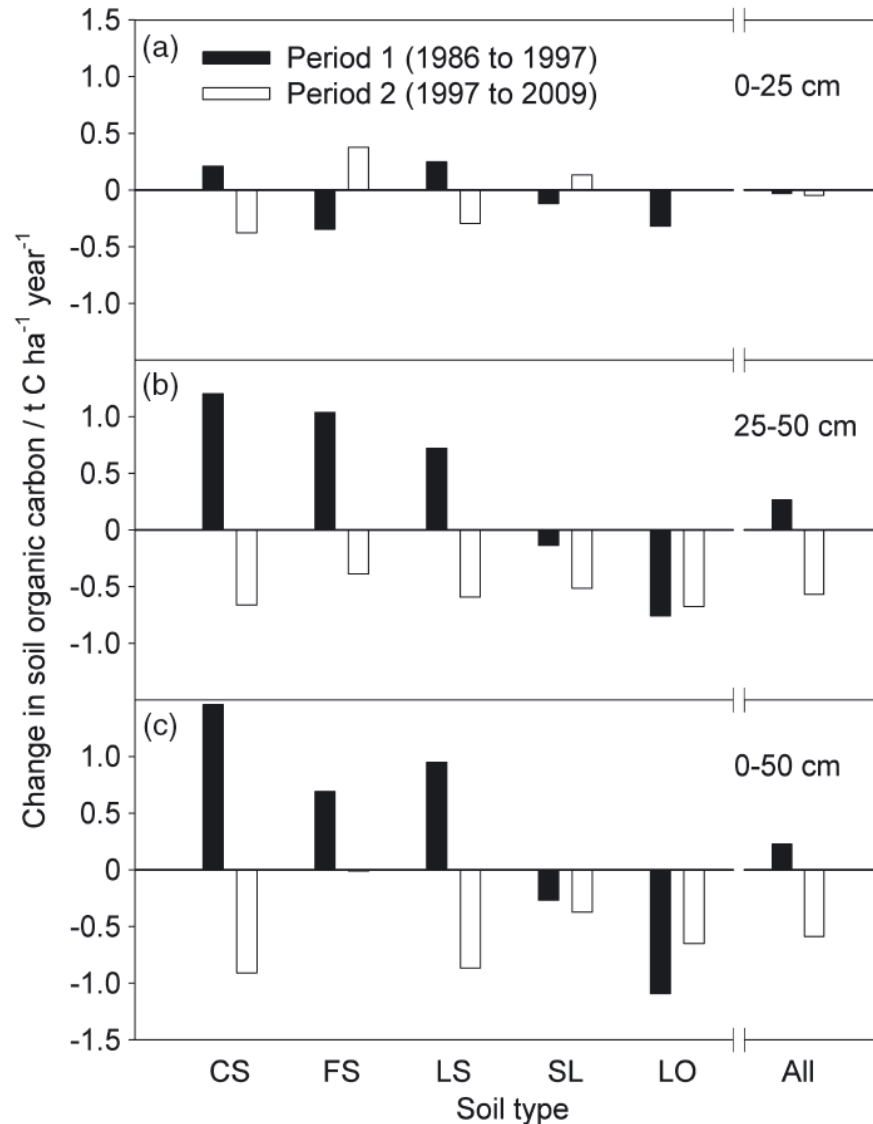 Change in soil organic carbon / t C ha⁻¹ year⁻¹
(a)
Period 1 (1986 to 1997)
Period 2 (1997 to 2009)
0-25 cm
1.5
1.0
0.5
0
-0.5
-1.0
(b)
25-50 cm
1.0
0.5
0
-0.5
-1.0
(c)
0-50 cm
1.0
0.5
0
-0.5
-1.0
-1.5
CS FS LS SL LO All
Soil type